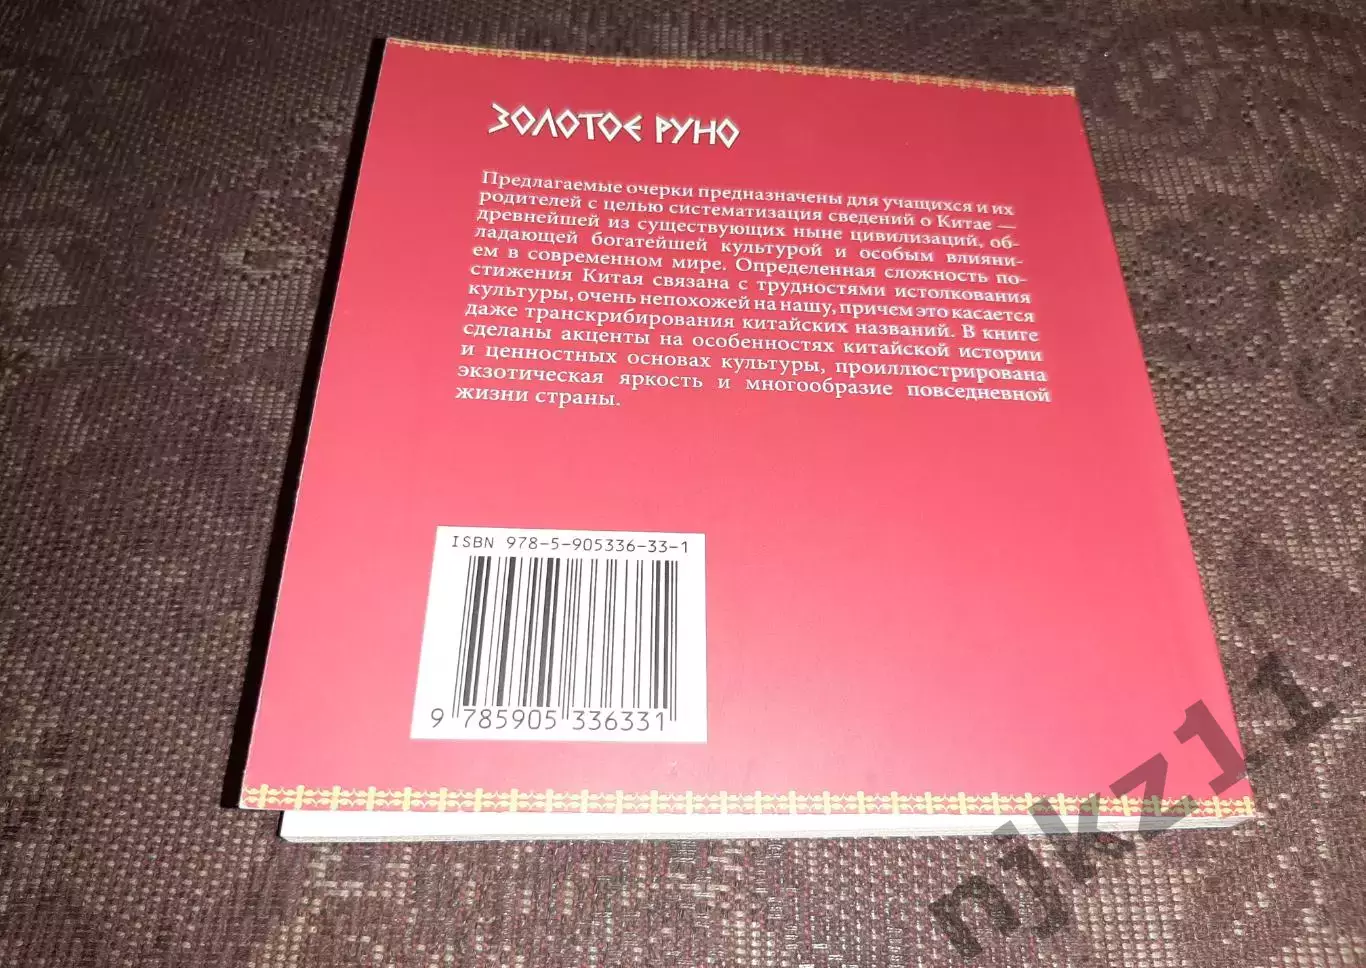 ЗОЛОТОЕ РУНО
Предлагаемые очерки предназначены для учащихся и их
родителей с целью систематизация сведений о Китае —
древнейшей из существующих ныне цивилизаций, об-
ладающей богатейшей культурой и особым влияни-
ем в современном мире. Определенная сложность по-
стижения Китая связана с трудностями истолкования
культуры, очень непохожей на нашу, причем это касается
даже транскрибирования китайских названий. В книге
сделаны акценты на особенностях китайской истории
и ценностных основах культуры, проиллюстрирована
экзотическая яркость и многообразие повседневной
жизни страны.
ISBN 978-5-905336-33-1
9 785905 336331
njkz11